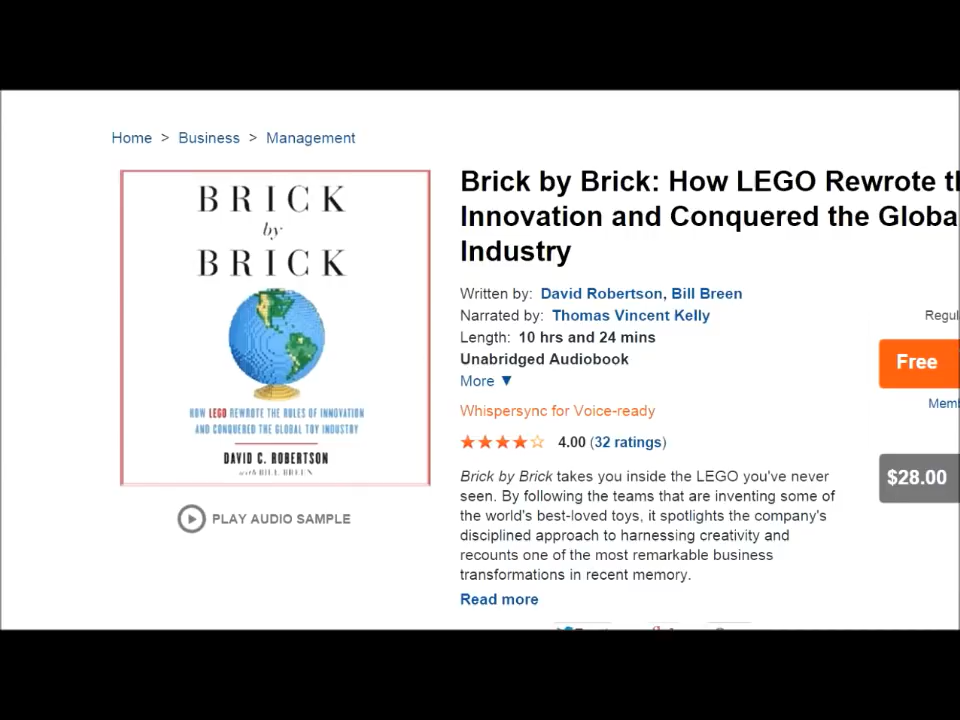 Home > Business > Management
BRICK
by
BRICK
HOW LEGO REWROTE THE RULES OF INNOVATION
AND CONQUERED THE GLOBAL TOY INDUSTRY
DAVID C. ROBERTSON
with BILL BREEN
PLAY AUDIO SAMPLE
Brick by Brick: How LEGO Rewrote
Innovation and Conquered the Globa
Industry
Written by: David Robertson, Bill Breen
Narrated by: Thomas Vincent Kelly
Length: 10 hrs and 24 mins
Unabridged Audiobook
More ▼
Whispersync for Voice-ready
4.00 (32 ratings)
Brick by Brick takes you inside the LEGO you've never
seen. By following the teams that are inventing some of
the world's best-loved toys, it spotlights the company's
disciplined approach to harnessing creativity and
recounts one of the most remarkable business
transformations in recent memory.
Read more
Regul
Free
Memb
$28.00